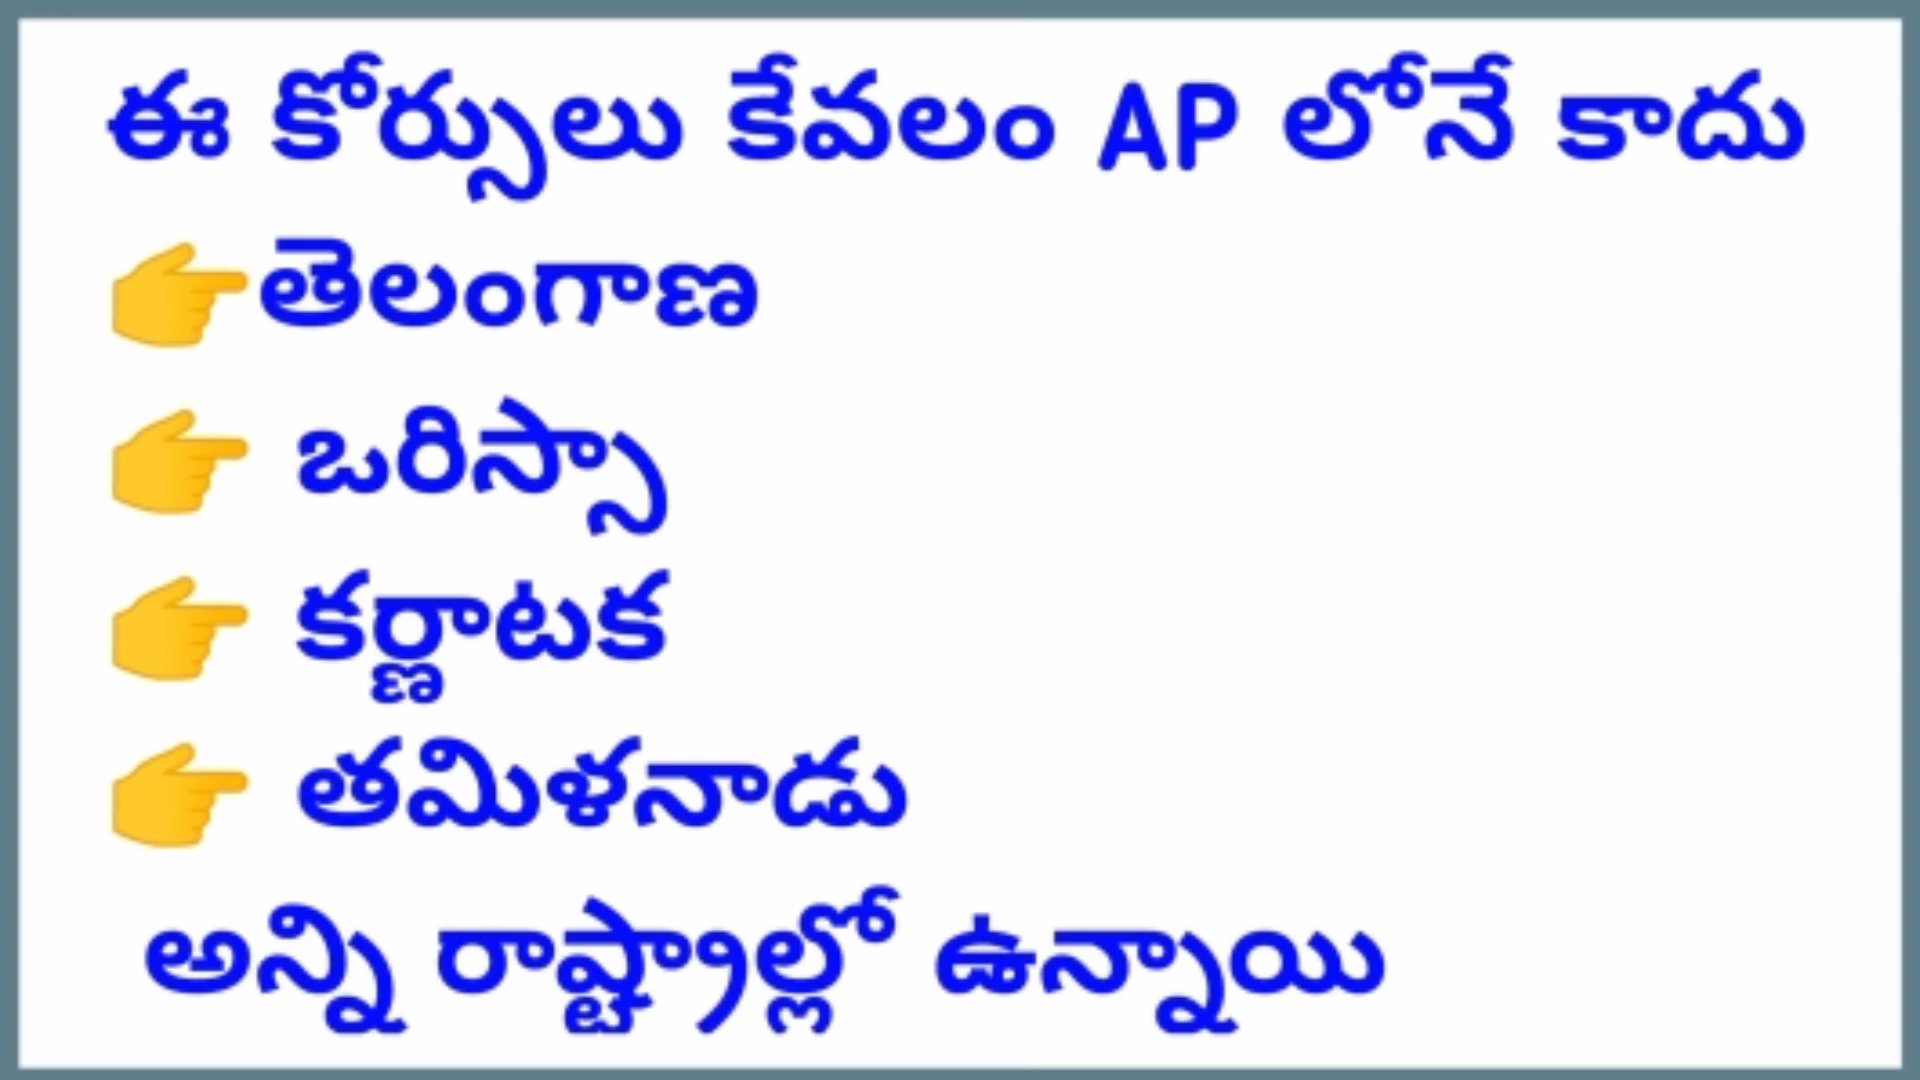 ఈ కోర్సులు కేవలం AP లోనే కాదు
👉తెలంగాణ
👉 ఒరిస్సా
👉 కర్ణాటక
👉 తమిళనాడు
అన్ని రాష్ట్రాల్లో ఉన్నాయి